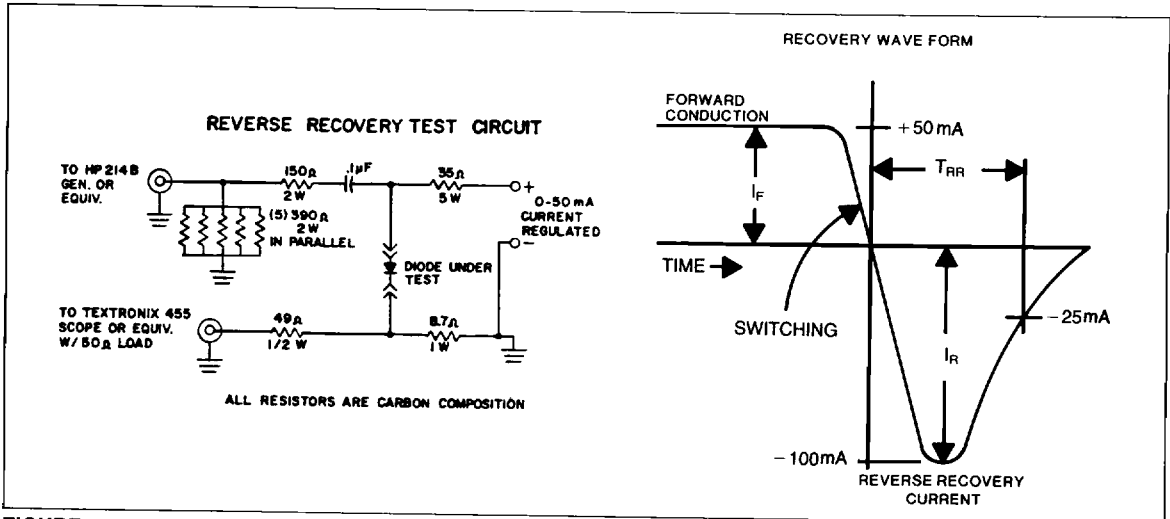 REVERSE RECOVERY TEST CIRCUIT
TO HP 214B
GEN. OR
EQUIV.
150Ω
2W
.1μF
35Ω
5W
+
0-50 mA
CURRENT
REGULATED
-
(5) 390Ω
2W
IN PARALLEL
DIODE UNDER
TEST
TO TEXTRONIX 455
SCOPE OR EQUIV.
W/50Ω LOAD
49Ω
1/2 W
8.7Ω
1W
ALL RESISTORS ARE CARBON COMPOSITION
RECOVERY WAVE FORM
FORWARD
CONDUCTION
+50mA
TRR
IF
TIME
SWITCHING
-25mA
IR
-100mA
REVERSE RECOVERY
CURRENT
FIGURE